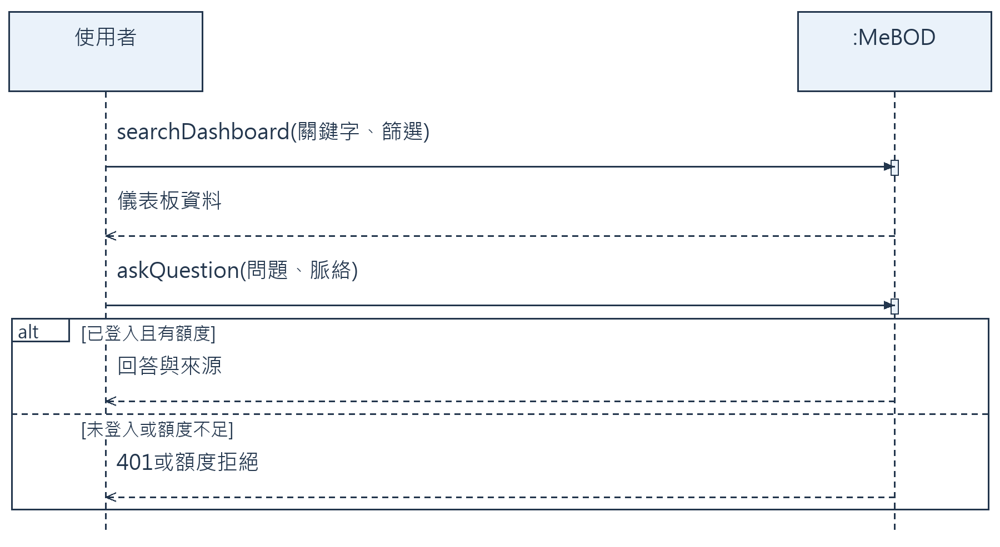 使用者
:MeBOD
searchDashboard(關鍵字、篩選)
儀表板資料
askQuestion(問題、脈絡)
alt
[已登入且有額度]
回答與來源
[未登入或額度不足]
401或額度拒絕